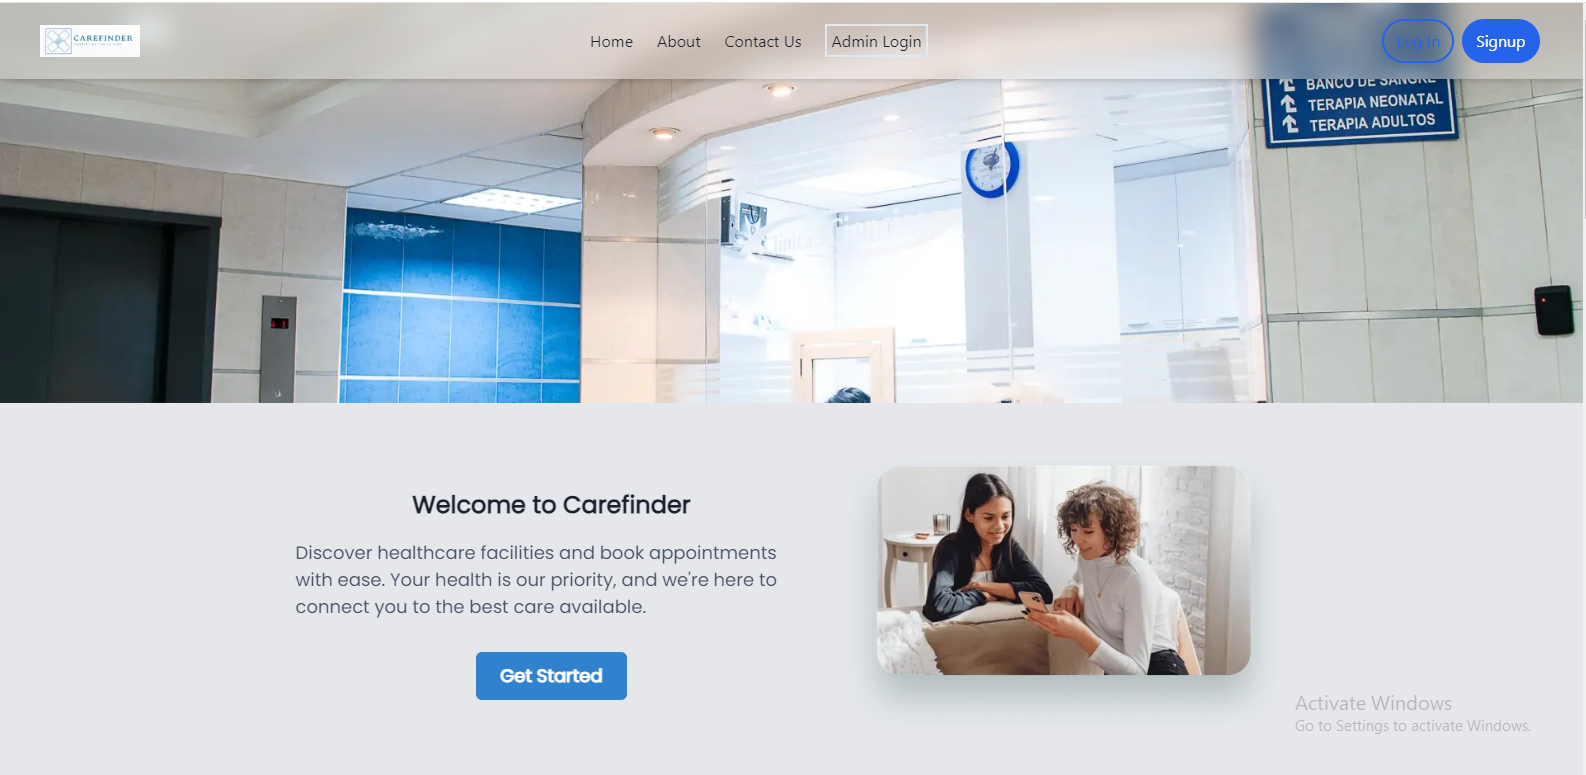 CAREFINDER
Home
About
Contact Us
Admin Login
Log In
Signup
BANCO DE SANGRE
TERAPIA NEONATAL
TERAPIA ADULTOS
Clínica
Welcome to Carefinder
Discover healthcare facilities and book appointments
with ease. Your health is our priority, and we're here to
connect you to the best care available.
Get Started
Activate Windows
Go to Settings to activate Windows.